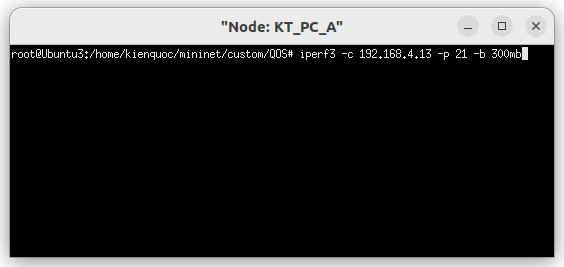 "Node: KT_PC_A"
root@Ubuntu3:/home/kienquoc/mininet/custom/QOS# iperf3 -c 192.168.4.13 -p 21 -b 300mb